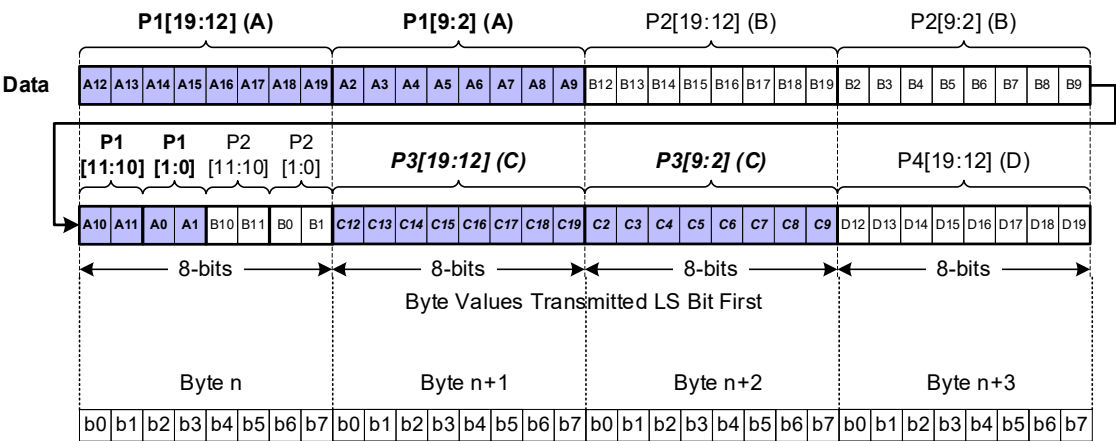 P1[19:12] (A) P1[9:2] (A) P2[19:12] (B) P2[9:2] (B)
Data A12 A13 A14 A15 A16 A17 A18 A19 A2 A3 A4 A5 A6 A7 A8 A9 B12 B13 B14 B15 B16 B17 B18 B19 B2 B3 B4 B5 B6 B7 B8 B9
P1 P1 P2 P2
[11:10] [1:0] [11:10] [1:0] P3[19:12] (C) P3[9:2] (C) P4[19:12] (D)
A10 A11 A0 A1 B10 B11 B0 B1 C12 C13 C14 C15 C16 C17 C18 C19 C2 C3 C4 C5 C6 C7 C8 C9 D12 D13 D14 D15 D16 D17 D18 D19
8-bits 8-bits 8-bits 8-bits
Byte Values Transmitted LS Bit First
Byte n Byte n+1 Byte n+2 Byte n+3
b0 b1 b2 b3 b4 b5 b6 b7 b0 b1 b2 b3 b4 b5 b6 b7 b0 b1 b2 b3 b4 b5 b6 b7 b0 b1 b2 b3 b4 b5 b6 b7